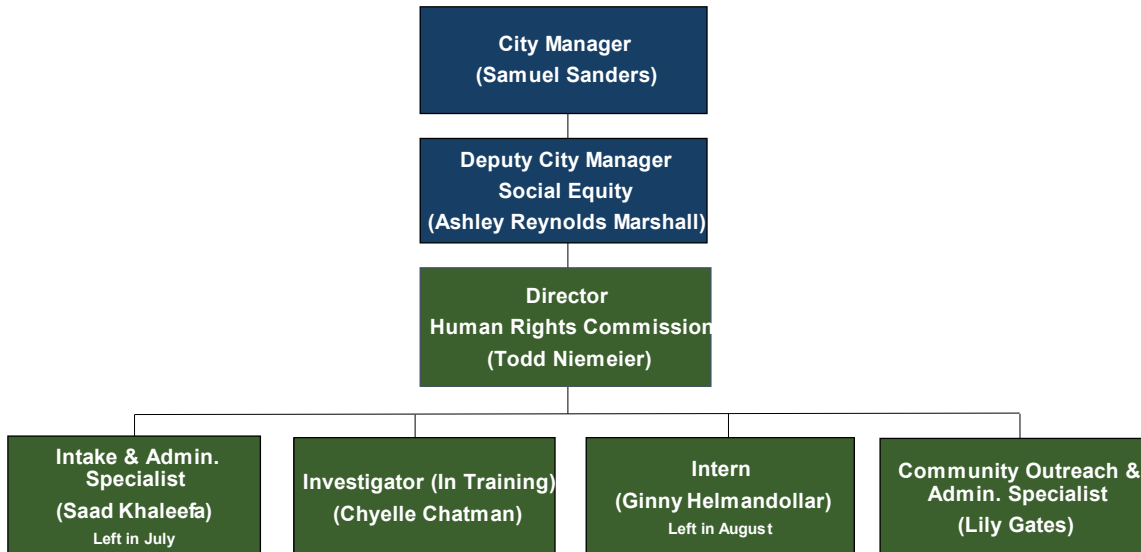 City Manager
(Samuel Sanders)
Deputy City Manager
Social Equity
(Ashley Reynolds Marshall)
Director
Human Rights Commission
(Todd Niemeier)
Intake & Admin.
Specialist
(Saad Khaleefa)
Left in July
Investigator (In Training)
(Chyelle Chatman)
Intern
(Ginny Helmandollar)
Left in August
Community Outreach &
Admin. Specialist
(Lily Gates)